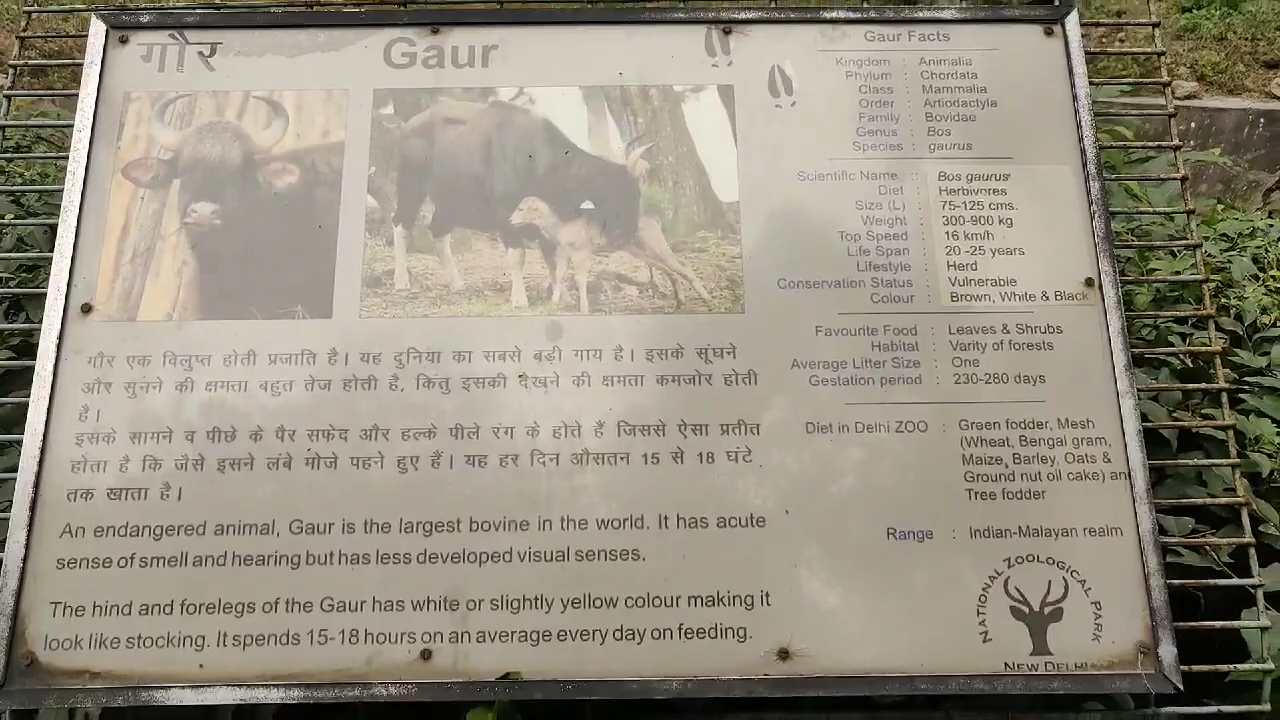 गौर
Gaur
गौर एक विलुप्त होती प्रजाति है। यह दुनिया का सबसे बड़ी गाय है। इसके सूंघने
और सुनने की क्षमता बहुत तेज होती है, किंतु इसकी देखने की क्षमता कमजोर होती
है।
इसके सामने व पीछे के पैर सफेद और हल्के पीले रंग के होते हैं जिससे ऐसा प्रतीत
होता है कि जैसे इसने लंबे मोजे पहने हुए हैं। यह हर दिन औसतन 15 से 18 घंटे
तक खाता है।
An endangered animal, Gaur is the largest bovine in the world. It has acute
sense of smell and hearing but has less developed visual senses.
The hind and forelegs of the Gaur has white or slightly yellow colour making it
look like stocking. It spends 15-18 hours on an average every day on feeding.
Gaur Facts
Kingdom : Animalia
Phylum : Chordata
Class : Mammalia
Order : Artiodactyla
Family : Bovidae
Genus : Bos
Species : gaurus
Scientific Name : Bos gaurus
Diet : Herbivores
Size (L) : 75-125 cms.
Weight : 300-900 kg
Top Speed : 16 km/h
Life Span : 20 -25 years
Lifestyle : Herd
Conservation Status : Vulnerable
Colour : Brown, White & Black
Favourite Food : Leaves & Shrubs
Habitat : Varity of forests
Average Litter Size : One
Gestation period : 230-280 days
Diet in Delhi ZOO : Green fodder, Mesh
(Wheat, Bengal gram,
Maize, Barley, Oats &
Ground nut oil cake) an
Tree fodder
Range : Indian-Malayan realm
NATIONAL ZOOLOGICAL PARK
NEW DELHI